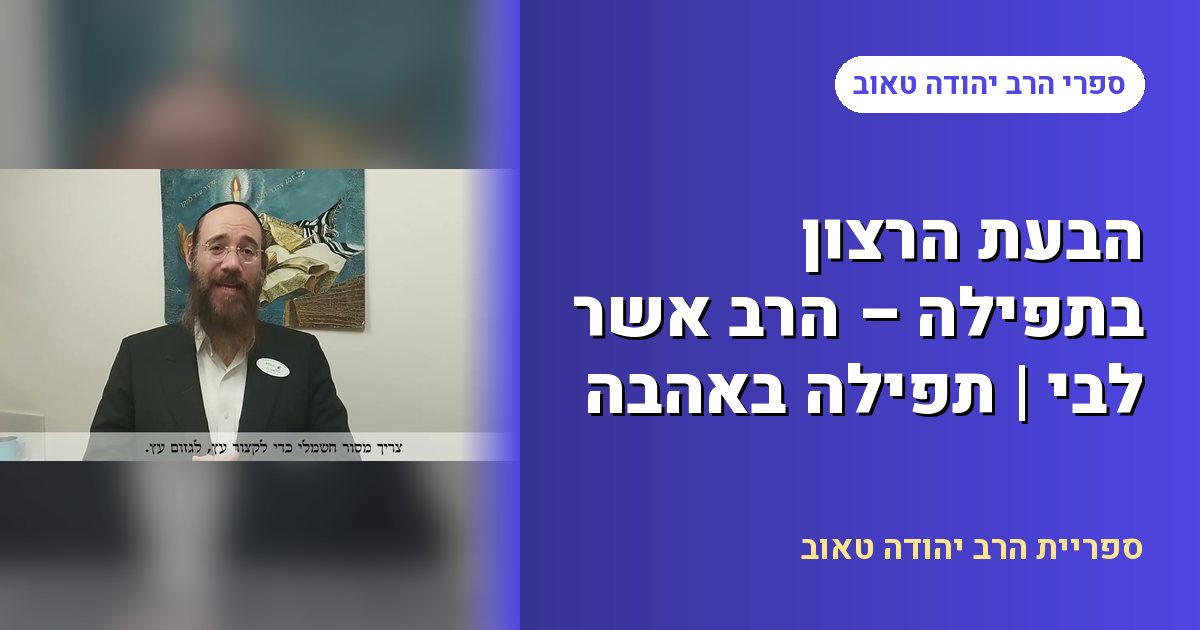 ספרי הרב יהודה טאוב
הבעת הרצון
בתפילה – הרב אשר
לבי | תפילה באהבה
צריך מסור חשמלי כדי לקצור עץ, לגזום עץ.
ספריית הרב יהודה טאוב